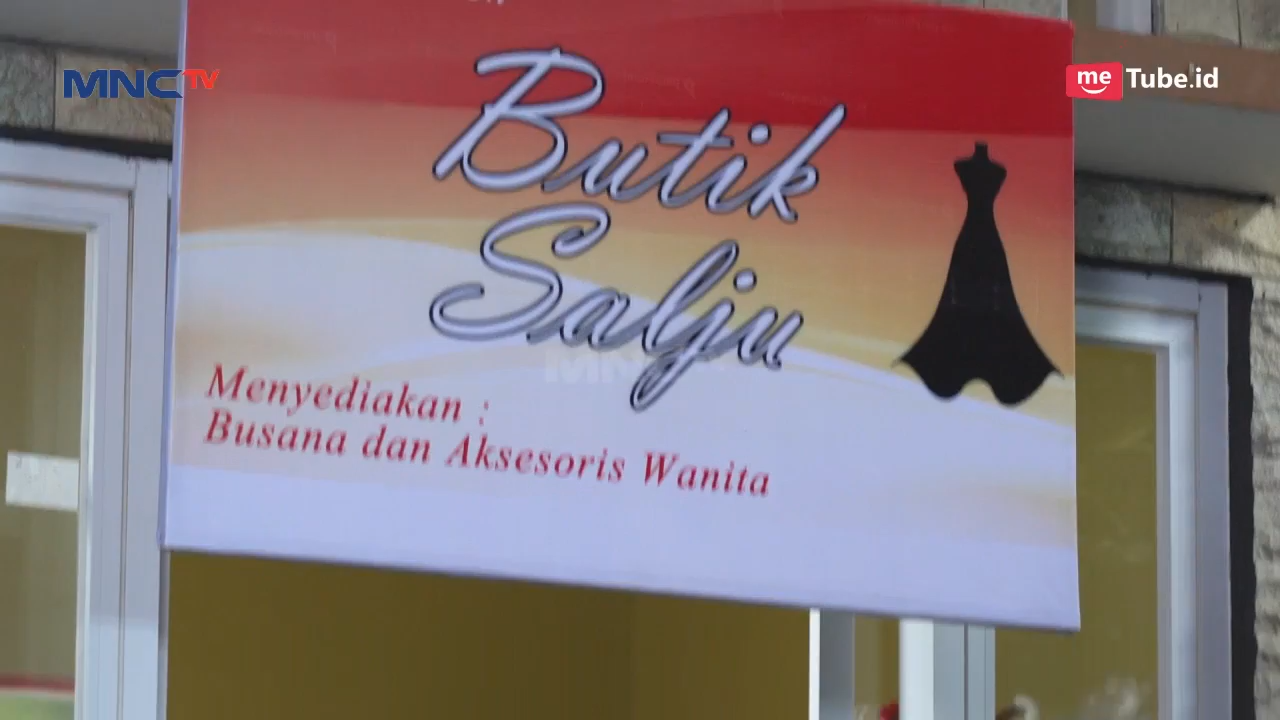 MNCTV
me Tube.id
Butik
Salju
Menyediakan :
Busana dan Aksesoris Wanita